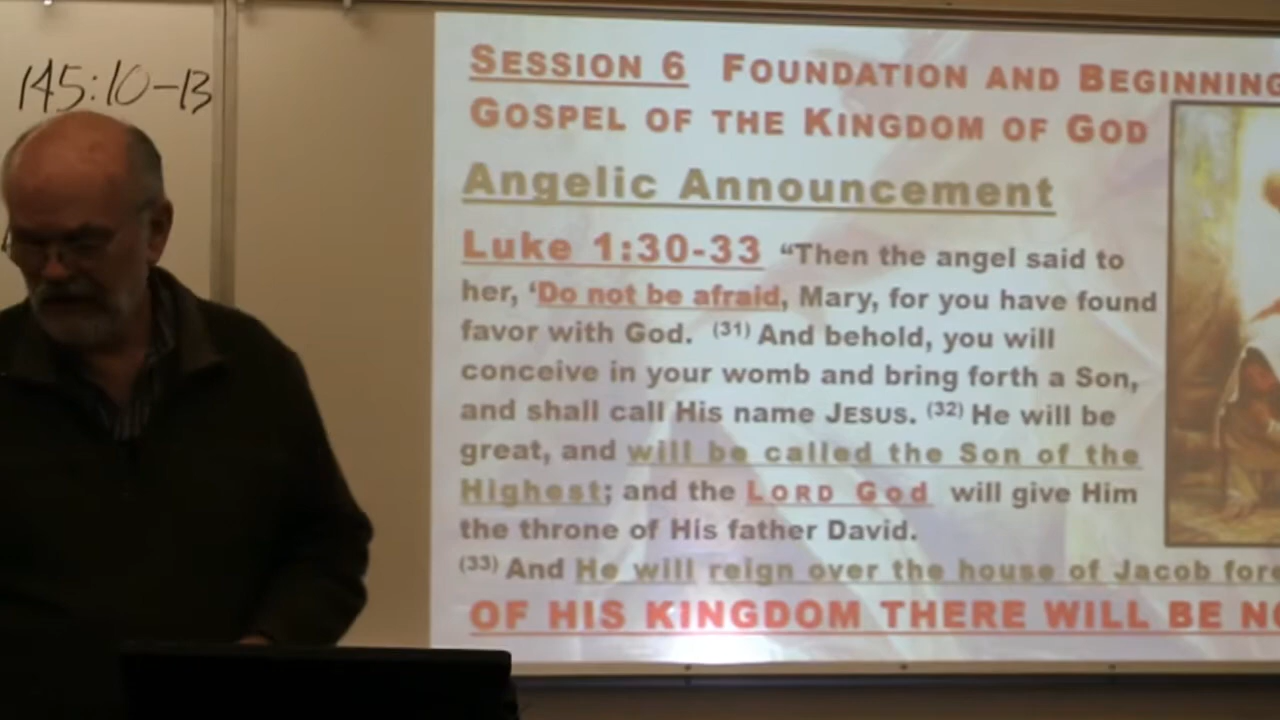 145:10-13
SESSION 6 FOUNDATION AND BEGINNING
GOSPEL OF THE KINGDOM OF GOD
Angelic Announcement
Luke 1:30-33 “Then the angel said to
her, ‘Do not be afraid, Mary, for you have found
favor with God. (31) And behold, you will
conceive in your womb and bring forth a Son,
and shall call His name JESUS. (32) He will be
great, and will be called the Son of the
Highest; and the LORD God will give Him
the throne of His father David.
(33) And He will reign over the house of Jacob fore
OF HIS KINGDOM THERE WILL BE NO